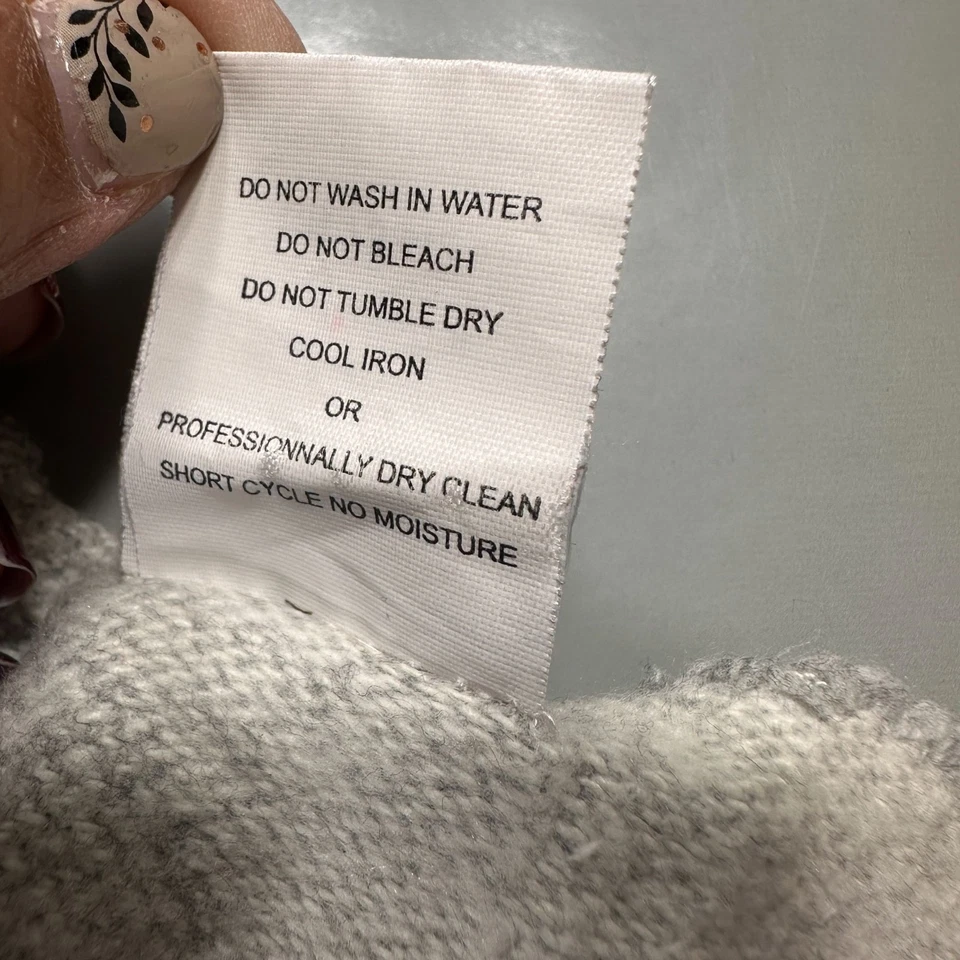 DO NOT WASH IN WATER
DO NOT BLEACH
DO NOT TUMBLE DRY
COOL IRON
OR
PROFESSIONNALLY DRY CLEAN
SHORT CYCLE NO MOISTURE